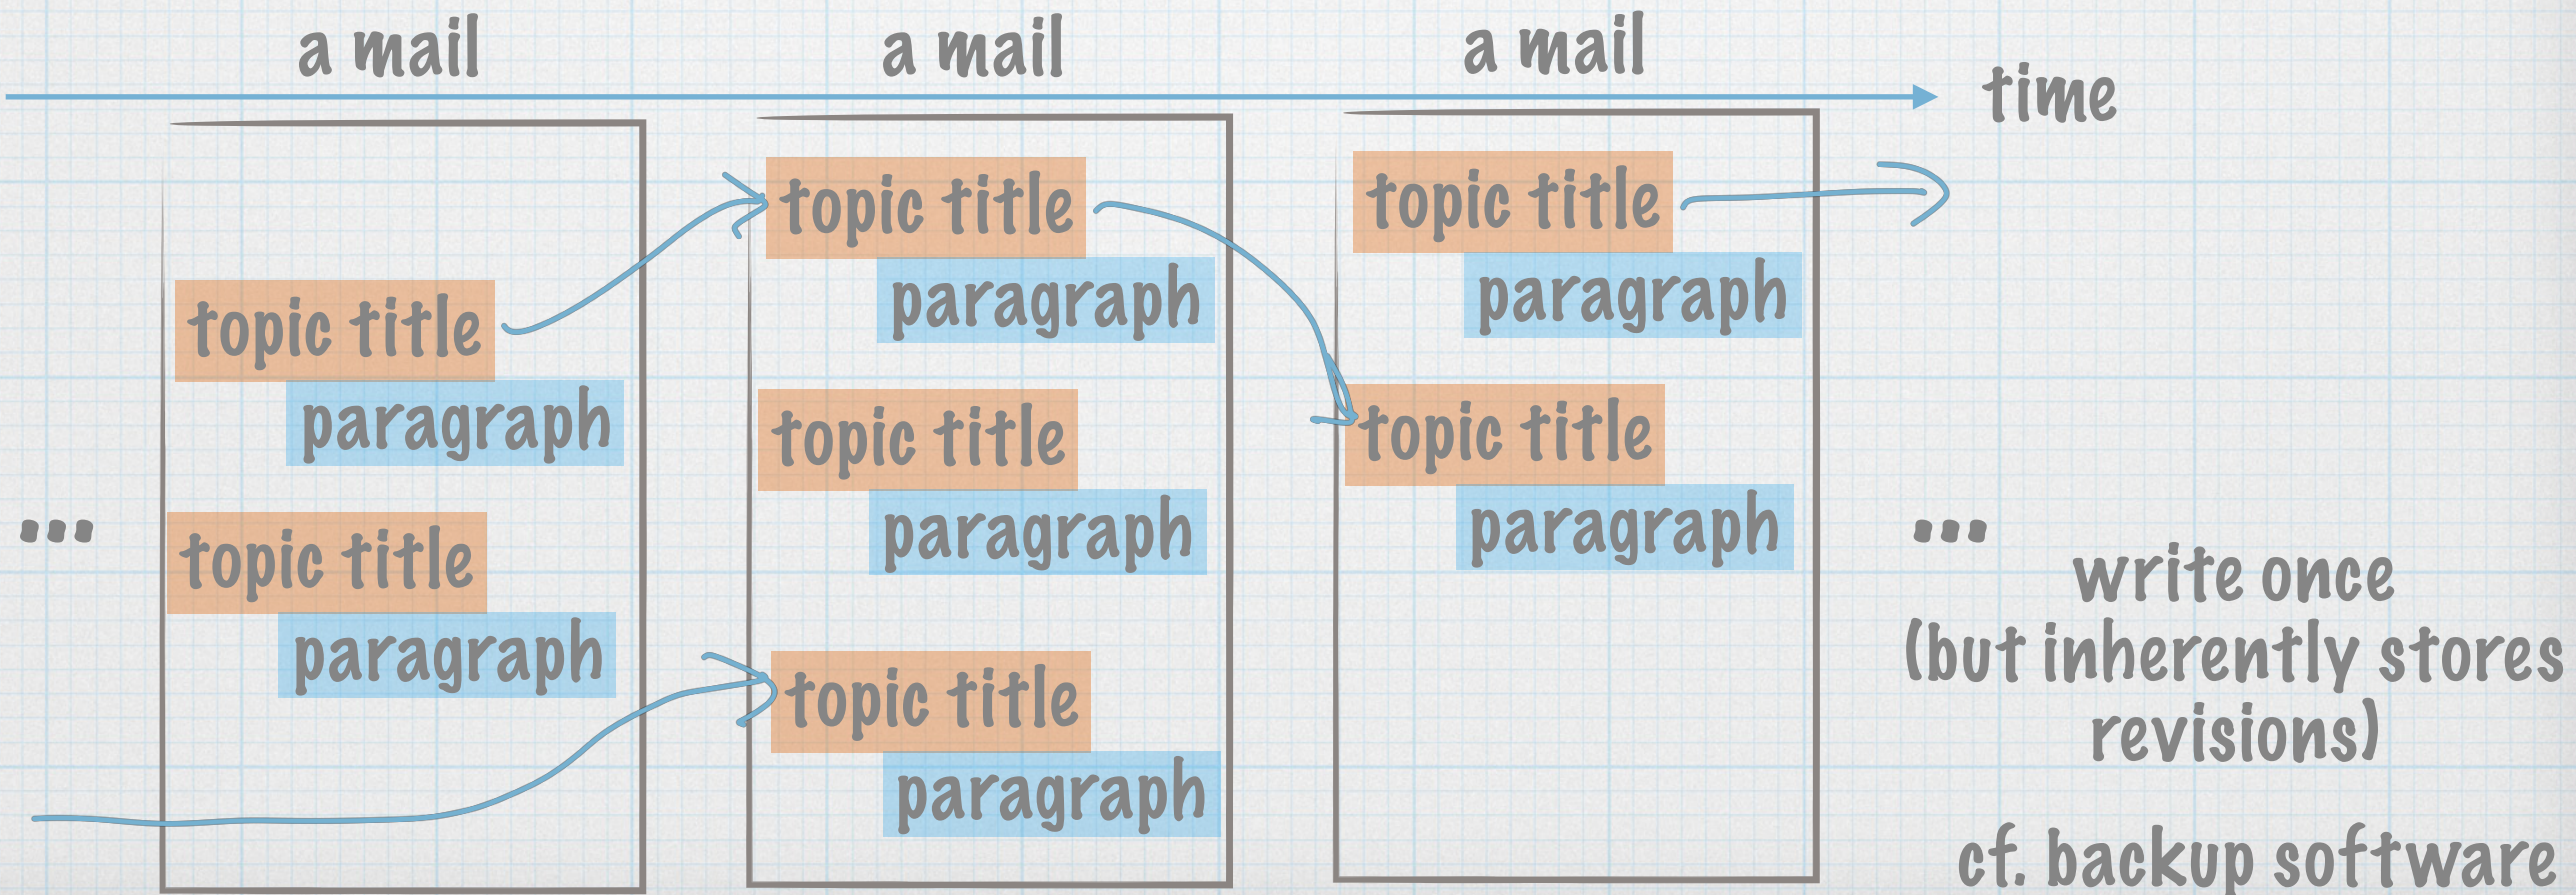 a mail
a mail
a mail
time
topic title
paragraph
topic title
paragraph
topic title
paragraph
topic title
paragraph
topic title
paragraph
topic title
paragraph
topic title
paragraph
...
...
write once
(but inherently stores
revisions)
cf. backup software